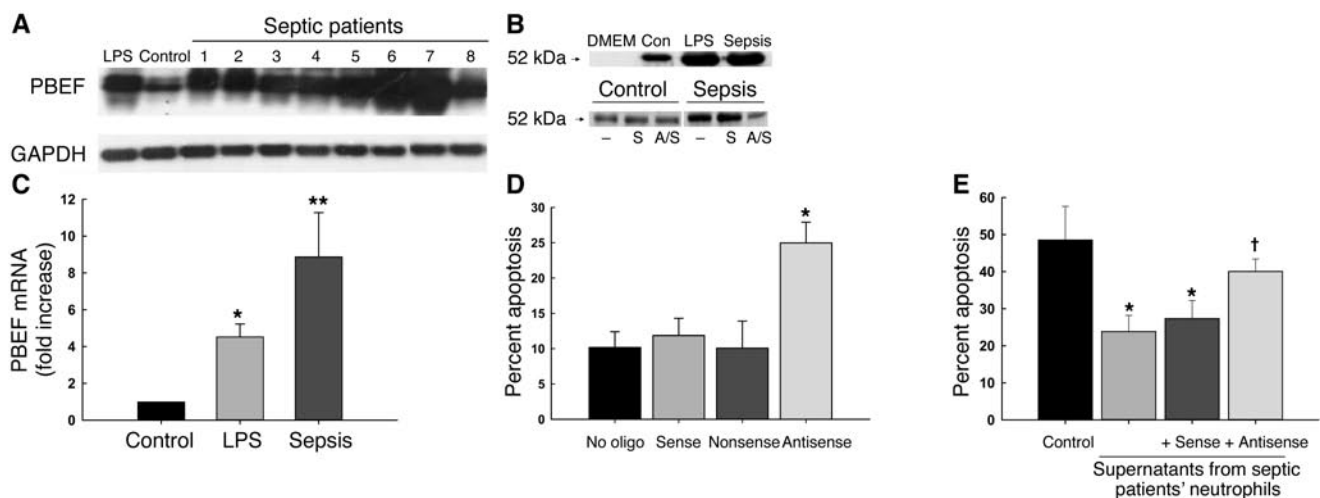 A
Septic patients
LPS Control 1 2 3 4 5 6 7 8
PBEF
GAPDH
B
DMEM Con LPS Sepsis
52 kDa →
Control Sepsis
52 kDa →
– S A/S – S A/S
C
PBEF mRNA
(fold increase)
12
10
8
6
4
2
0
*
**
Control LPS Sepsis
D
Percent apoptosis
30
25
20
15
10
5
0
*
No oligo Sense Nonsense Antisense
E
Percent apoptosis
60
50
40
30
20
10
0
* * †
Control + Sense + Antisense
Supernatants from septic
patients' neutrophils